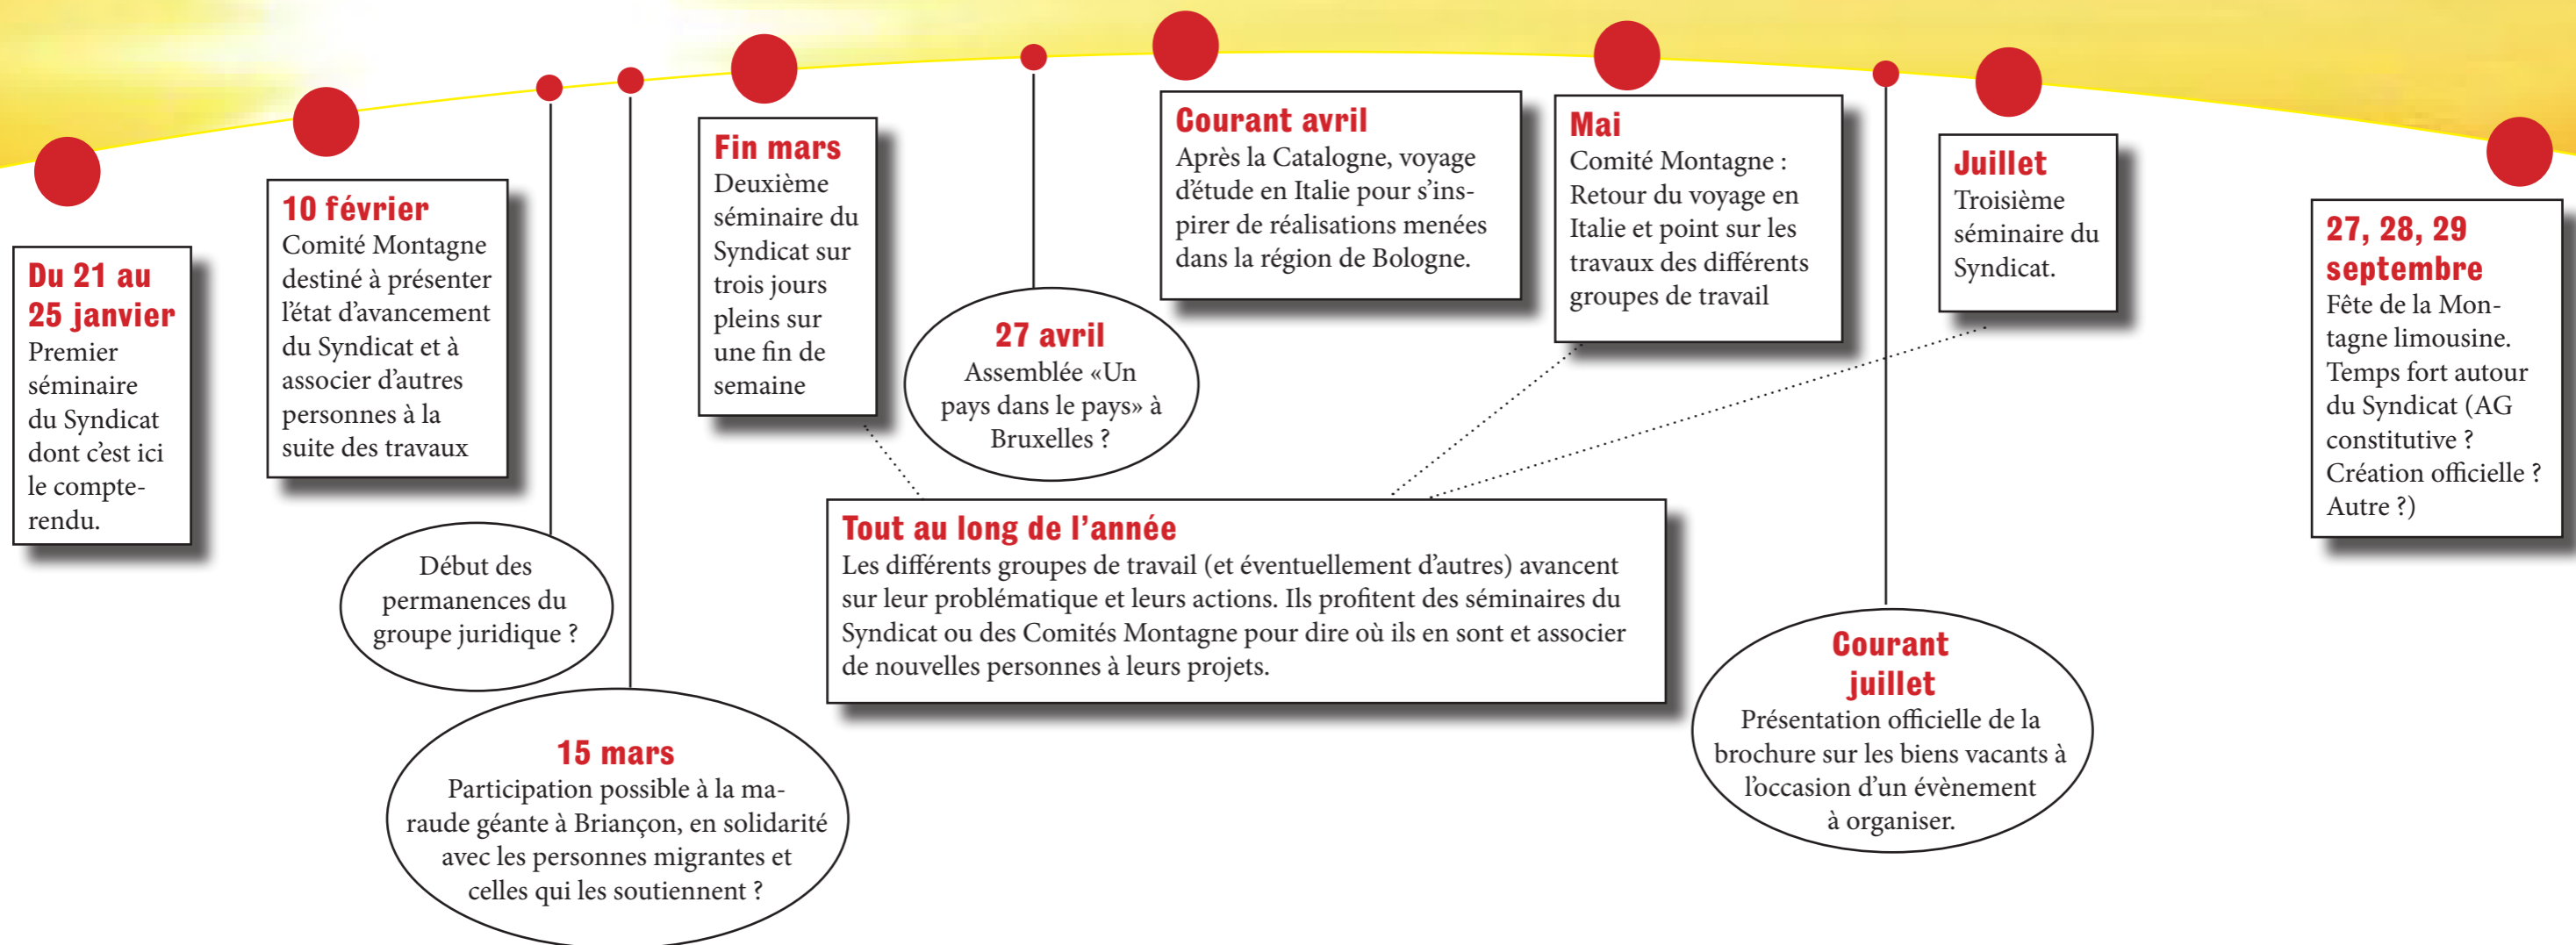 Du 21 au
25 janvier
Premier
séminaire
du Syndicat
dont c’est ici
le compte-
rendu.
10 février
Comité Montagne
destiné à présenter
l’état d’avancement
du Syndicat et à
associer d’autres
personnes à la
suite des travaux
Début des
permanences du
groupe juridique ?
15 mars
Participation possible à la ma-
raude géante à Briançon, en solidarité
avec les personnes migrantes et
celles qui les soutiennent ?
Fin mars
Deuxième
séminaire du
Syndicat sur
trois jours
pleins sur
une fin de
semaine
27 avril
Assemblée «Un
pays dans le pays» à
Bruxelles ?
Courant avril
Après la Catalogne, voyage
d’étude en Italie pour s’ins-
pirer de réalisations menées
dans la région de Bologne.
Mai
Comité Montagne :
Retour du voyage en
Italie et point sur les
travaux des différents
groupes de travail
Tout au long de l’année
Les différents groupes de travail (et éventuellement d’autres) avancent
sur leur problématique et leurs actions. Ils profitent des séminaires du
Syndicat ou des Comités Montagne pour dire où ils en sont et associer
de nouvelles personnes à leurs projets.
Courant
juillet
Présentation officielle de la
brochure sur les biens vacants à
l’occasion d’un évènement
à organiser.
Juillet
Troisième
séminaire du
Syndicat.
27, 28, 29
septembre
Fête de la Mon-
tagne limousine.
Temps fort autour
du Syndicat (AG
constitutive ?
Création officielle ?
Autre ?)